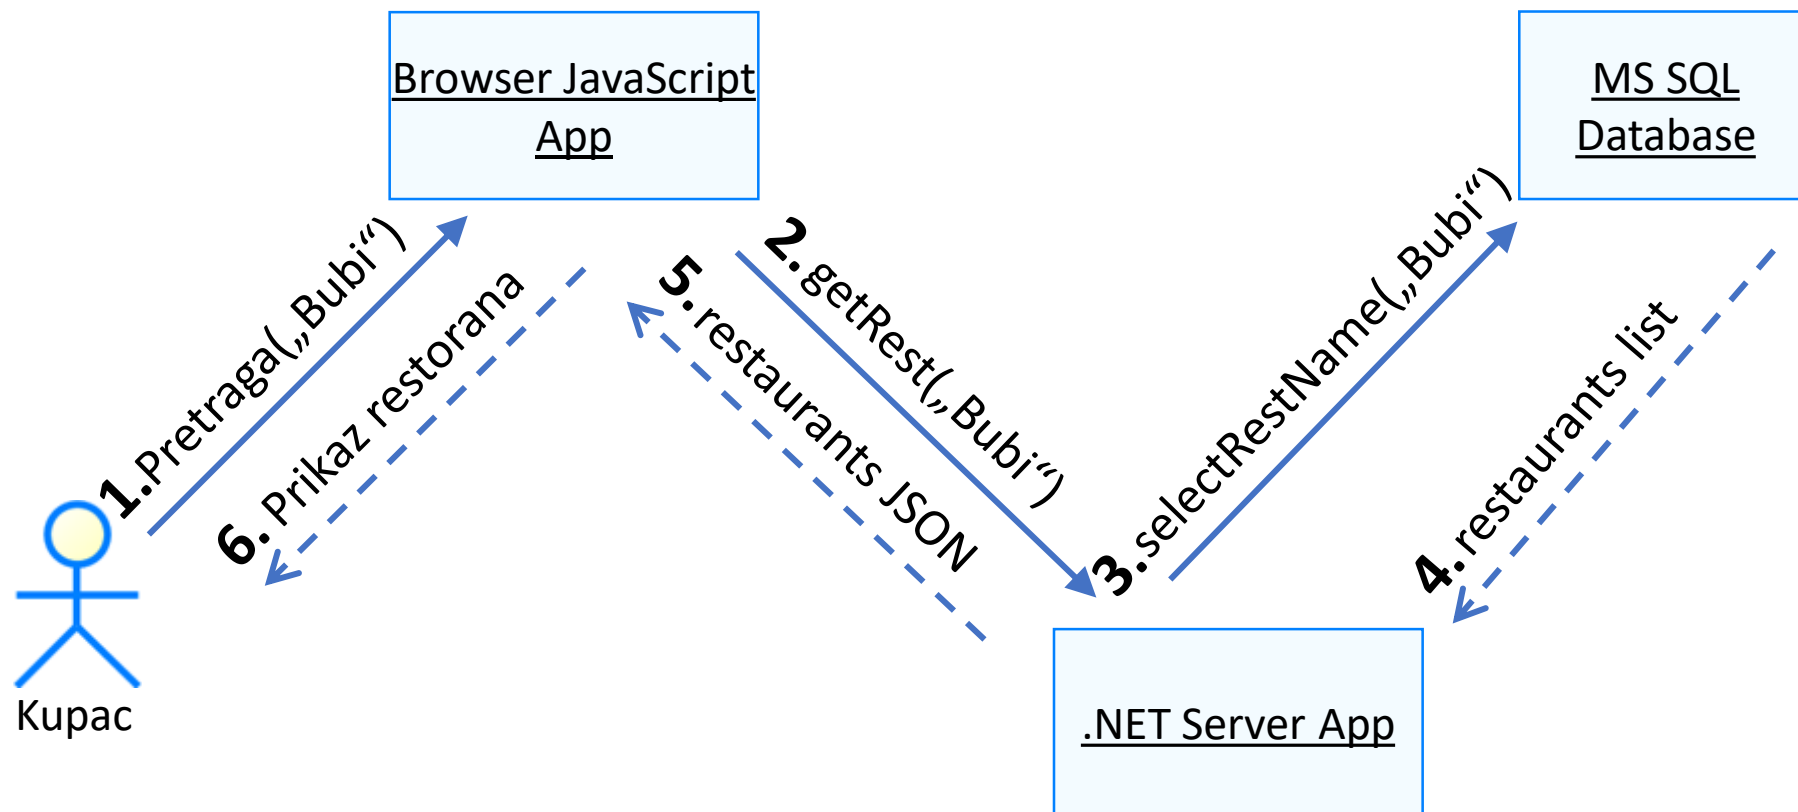 Browser JavaScript
App
MS SQL
Database
1.Pretraga(„Bubi“)
6. Prikaz restorana
2.getRest(„Bubi“)
5.restaurants JSON
3.selectRestName(„Bubi“)
4.restaurants list
Kupac
.NET Server App